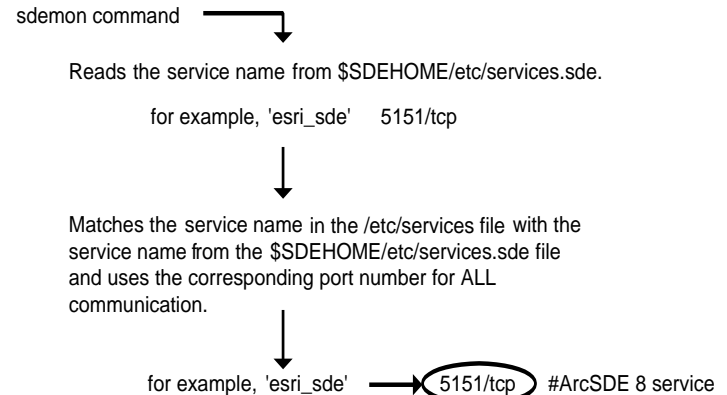 sdemon command
Reads the service name from $SDEHOME/etc/services.sde.
for example, 'esri_sde' 5151/tcp
Matches the service name in the /etc/services file with the
service name from the $SDEHOME/etc/services.sde file
and uses the corresponding port number for ALL
communication.
for example, 'esri_sde' 5151/tcp #ArcSDE 8 service